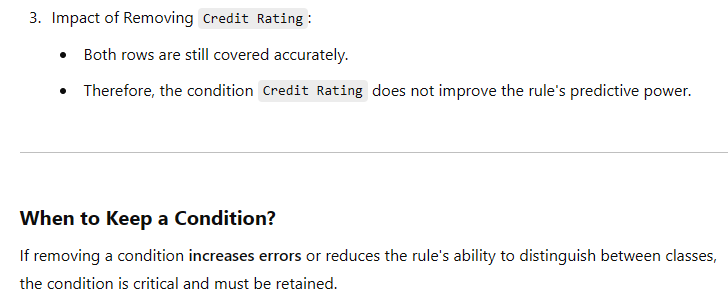 3. Impact of Removing Credit Rating:
• Both rows are still covered accurately.
• Therefore, the condition Credit Rating does not improve the rule's predictive power.
When to Keep a Condition?
If removing a condition increases errors or reduces the rule's ability to distinguish between classes,
the condition is critical and must be retained.